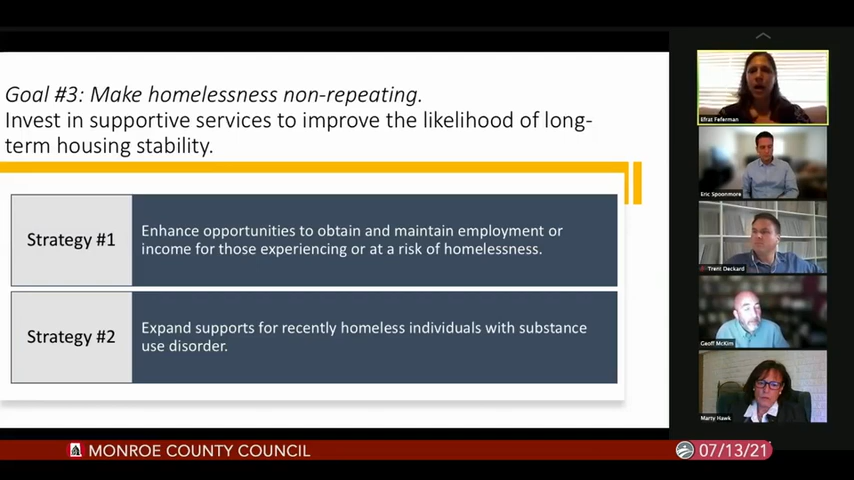 Goal #3: Make homelessness non-repeating.
Invest in supportive services to improve the likelihood of long-
term housing stability.
Strategy #1
Enhance opportunities to obtain and maintain employment or
income for those experiencing or at a risk of homelessness.
Strategy #2
Expand supports for recently homeless individuals with substance
use disorder.
Efrat Feferman
Eric Spoonmore
Trent Deckard
Geoff McKim
Marty Hawk
MONROE COUNTY COUNCIL
07/13/21